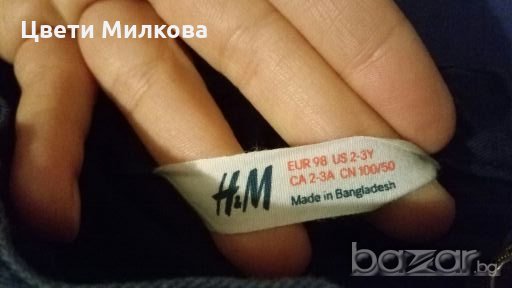 Цвети Милкова
H&M
EUR 98 US 2-3Y
CA 2-3A CN 100/50
Made in Bangladesh
bazar.bg